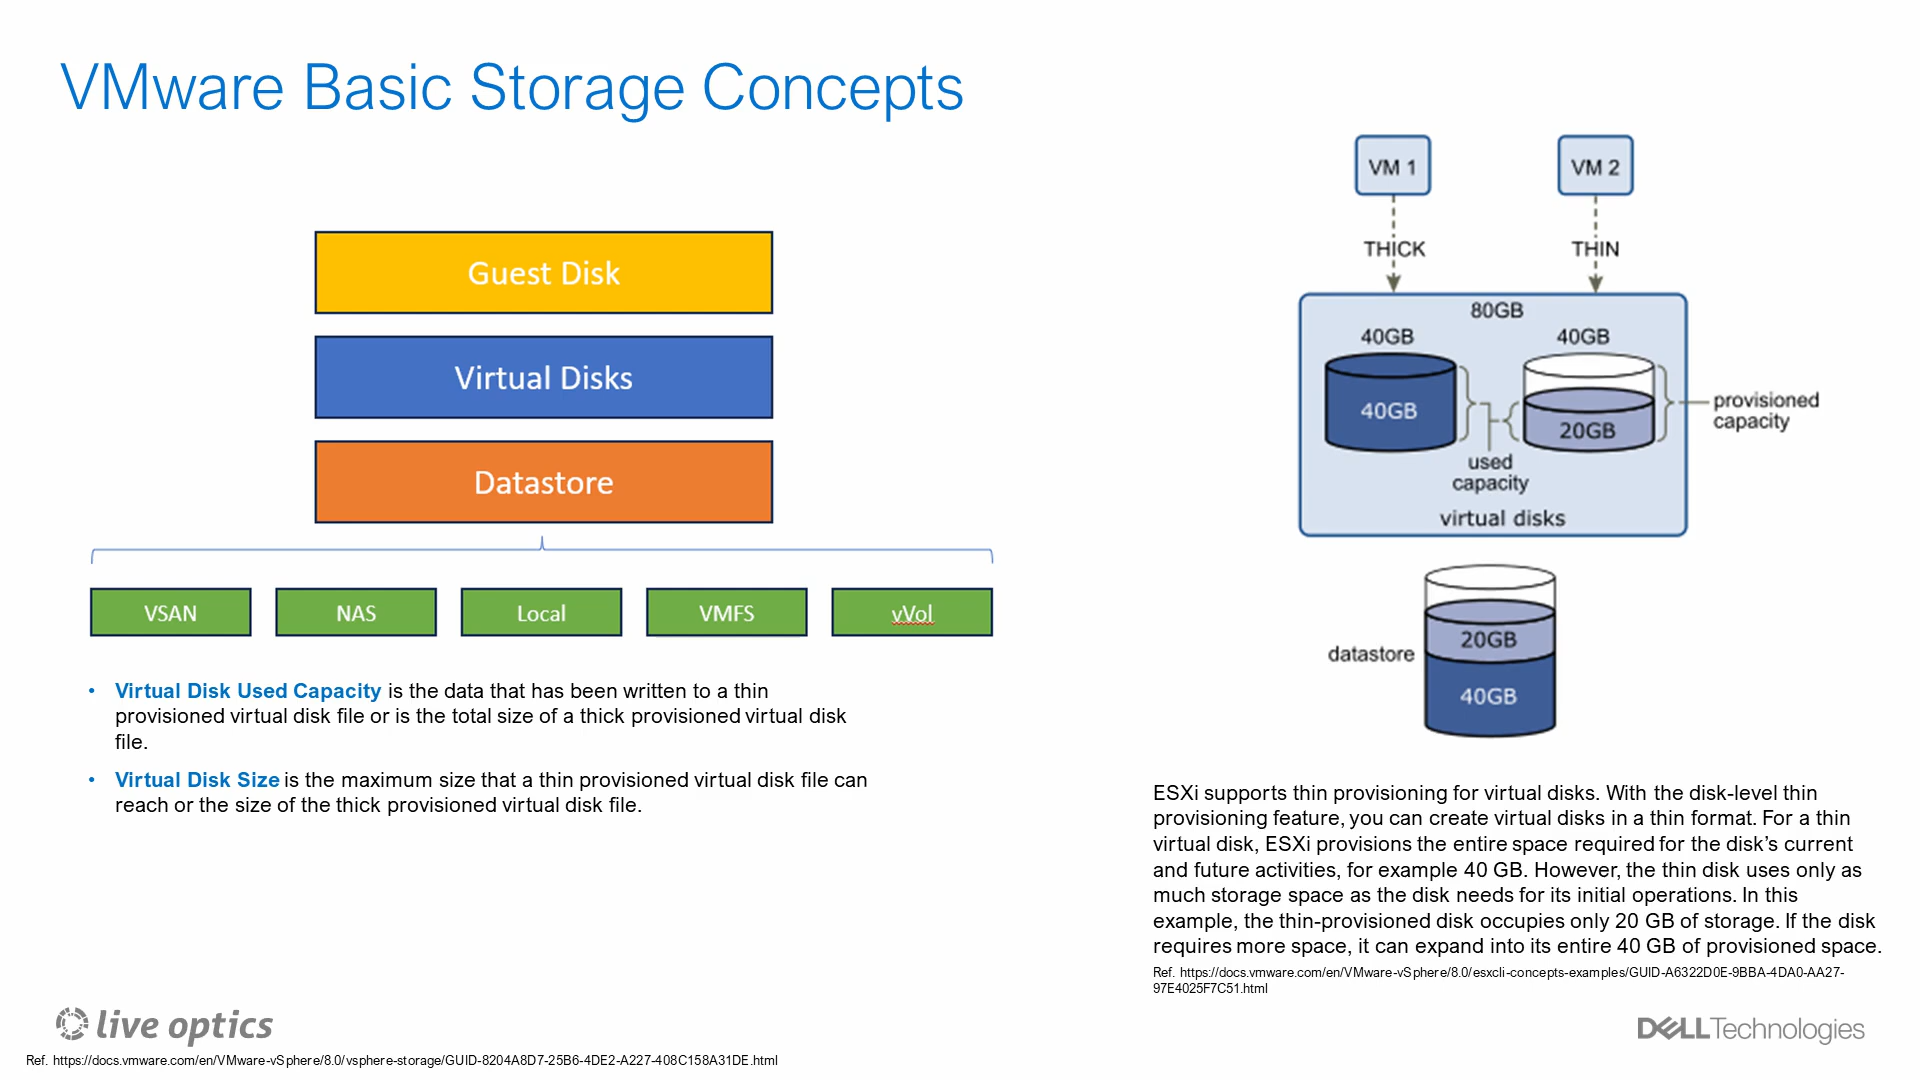 VMware Basic Storage Concepts
Guest Disk
Virtual Disks
Datastore
VSAN
NAS
Local
VMFS
vVol
• Virtual Disk Used Capacity is the data that has been written to a thin
provisioned virtual disk file or is the total size of a thick provisioned virtual disk
file.
• Virtual Disk Size is the maximum size that a thin provisioned virtual disk file can
reach or the size of the thick provisioned virtual disk file.
VM 1
VM 2
THICK
THIN
80GB
40GB
40GB
40GB
20GB
provisioned
capacity
used
capacity
virtual disks
datastore
20GB
40GB
ESXi supports thin provisioning for virtual disks. With the disk-level thin
provisioning feature, you can create virtual disks in a thin format. For a thin
virtual disk, ESXi provisions the entire space required for the disk’s current
and future activities, for example 40 GB. However, the thin disk uses only as
much storage space as the disk needs for its initial operations. In this
example, the thin-provisioned disk occupies only 20 GB of storage. If the disk
requires more space, it can expand into its entire 40 GB of provisioned space.
Ref. https://docs.vmware.com/en/VMware-vSphere/8.0/esxcli-concepts-examples/GUID-A6322D0E-9BBA-4DA0-AA27-
97E4025F7C51.html
live optics
DELL Technologies
Ref. https://docs.vmware.com/en/VMware-vSphere/8.0/vsphere-storage/GUID-8204A8D7-25B6-4DE2-A227-408C158A31DE.html